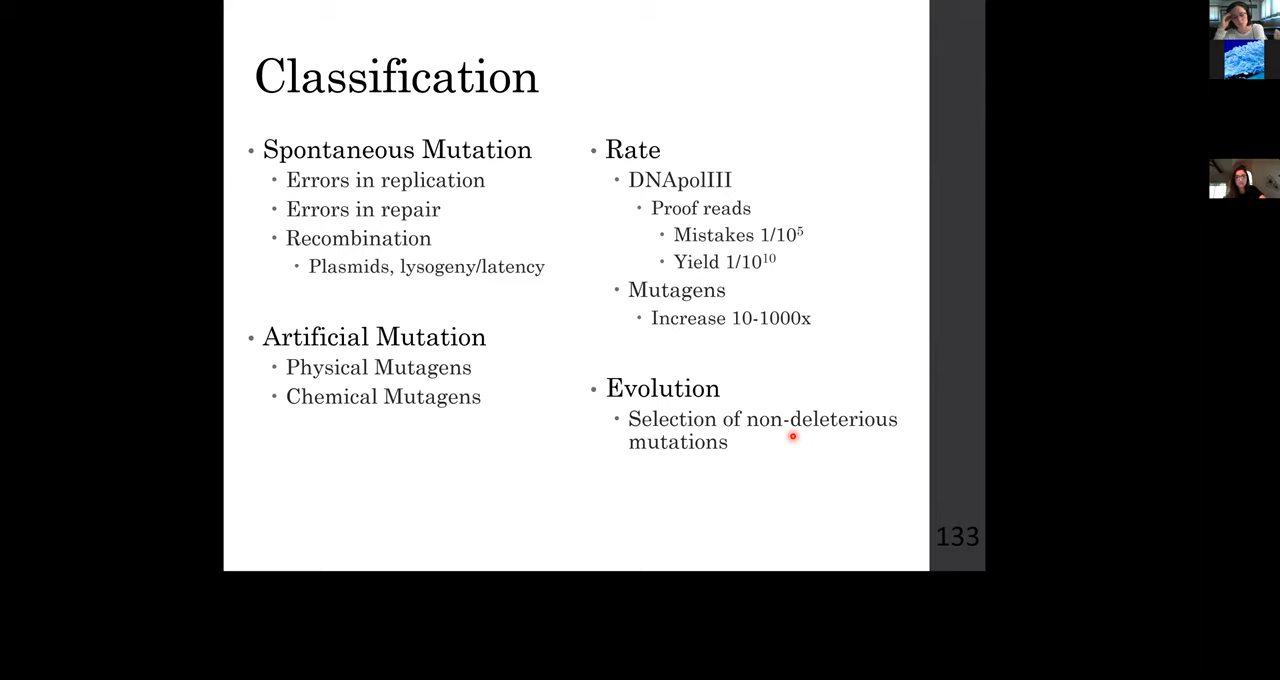 Classification
• Spontaneous Mutation
• Errors in replication
• Errors in repair
• Recombination
• Plasmids, lysogeny/latency
• Artificial Mutation
• Physical Mutagens
• Chemical Mutagens
• Rate
• DNApolIII
• Proof reads
• Mistakes 1/10⁵
• Yield 1/10¹⁰
• Mutagens
• Increase 10-1000x
• Evolution
• Selection of non-deleterious
mutations
133